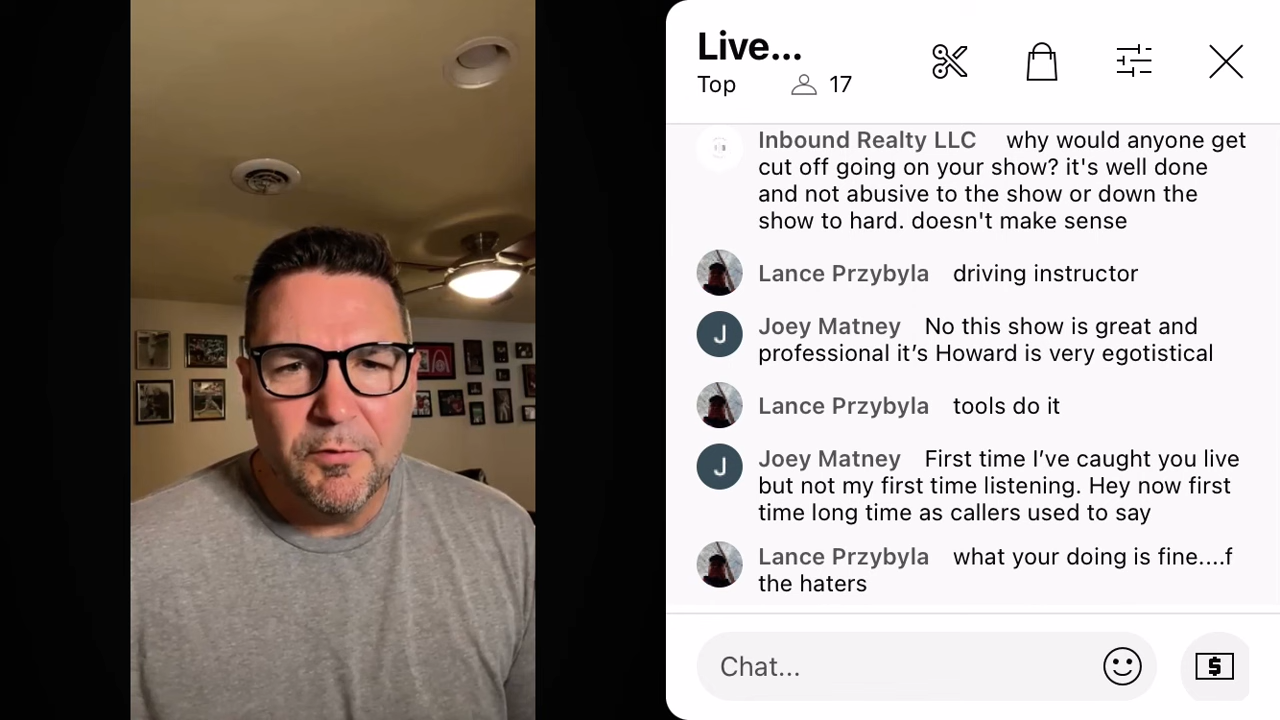 Live...
Top 17
Inbound Realty LLC why would anyone get
cut off going on your show? it's well done
and not abusive to the show or down the
show to hard. doesn't make sense
Lance Przybyla driving instructor
J Joey Matney No this show is great and
professional it’s Howard is very egotistical
Lance Przybyla tools do it
J Joey Matney First time I’ve caught you live
but not my first time listening. Hey now first
time long time as callers used to say
Lance Przybyla what your doing is fine....f
the haters
Chat...
$